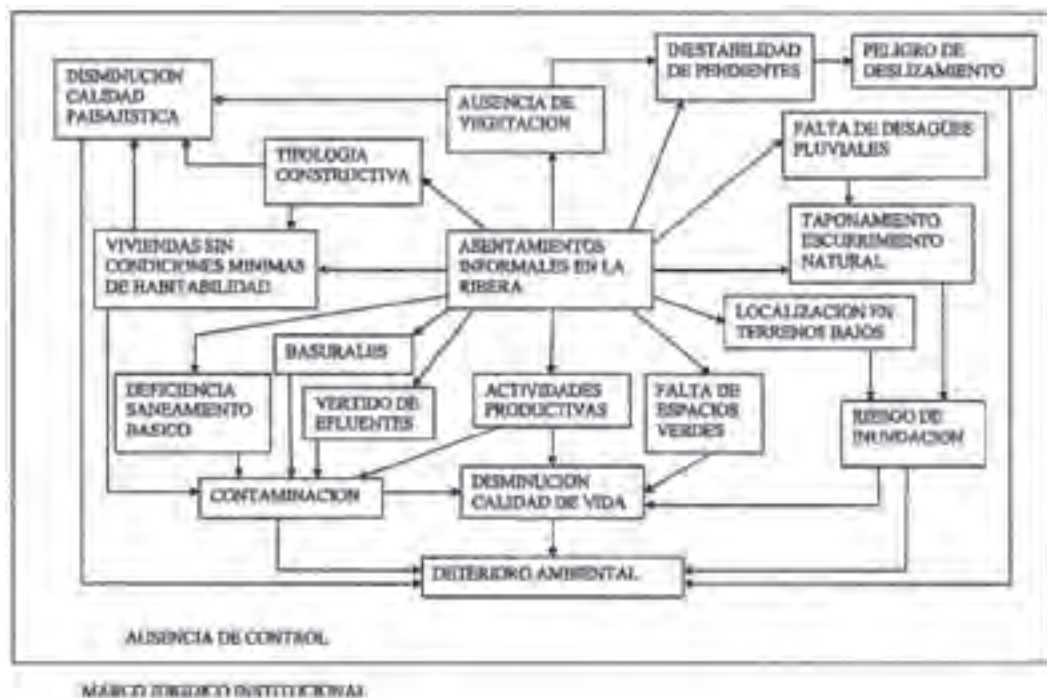 INESTABILIDAD
DE PENDIENTES
PELIGRO DE
DESLIZAMIENTO
DISMINUCION
CALIDAD
PAISAJISTICA
AUSENCIA DE
VEGETACION
FALTA DE DESAGÜES
PLUVIALES
TIPOLOGIA
CONSTRUCTIVA
VIVIENDAS SIN
CONDICIONES MINIMAS
DE HABITABILIDAD
ASENTAMIENTOS
INFORMALES EN LA
RIBERA
TAPONAMIENTO
ESCURRIMIENTO
NATURAL
LOCALIZACION EN
TERRENOS BAJOS
BASURALES
DEFICIENCIA
SANEAMIENTO
BASICO
VERTIDO DE
EFLUENTES
ACTIVIDADES
PRODUCTIVAS
FALTA DE
ESPACIOS
VERDES
RIESGO DE
INUNDACION
CONTAMINACION
DISMINUCION
CALIDAD DE VIDA
DETERIORO AMBIENTAL
AUSENCIA DE CONTROL
MARCO JURIDICO INSTITUCIONAL